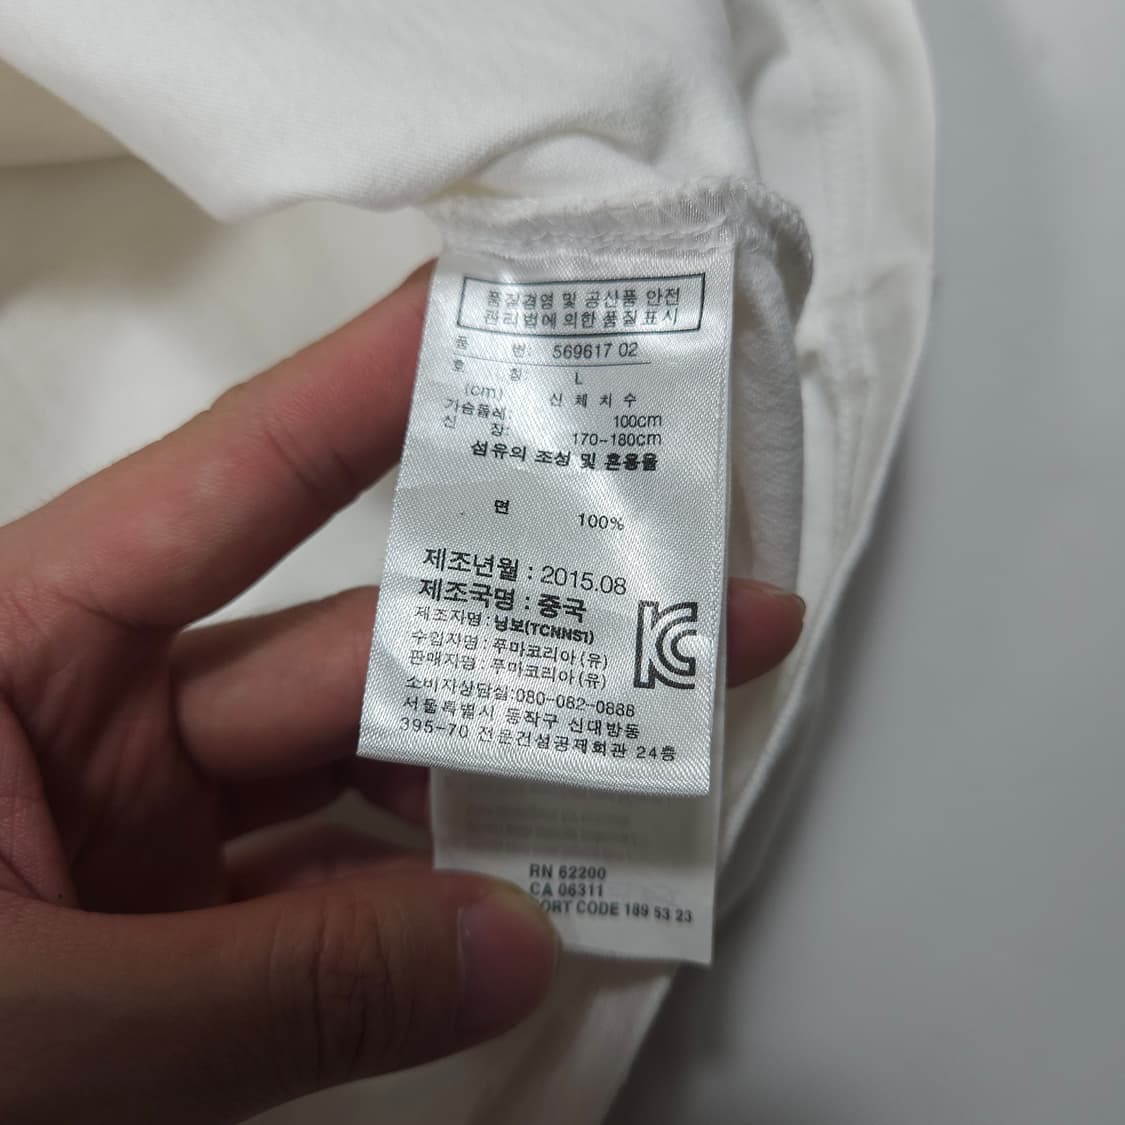 품질경영 및 공산품 안전
관리법에 의한 품질표시
품 번: 569617 02
호 칭 L
(cm) 신 체 치 수
가슴둘레: 100cm
신 장: 170~180cm
섬유의 조성 및 혼용율
면 100%
제조년월 : 2015.08
제조국명 : 중국
제조자명 : 닝보(TCNNS1)
수입자명 : 푸마코리아(유)
판매자명 : 푸마코리아(유)
소비자상담실:080-082-0888
서울특별시 동작구 신대방동
395-70 전문건설공제회관 24층
RN 62200
CA 06311
ORT CODE 189 53 23